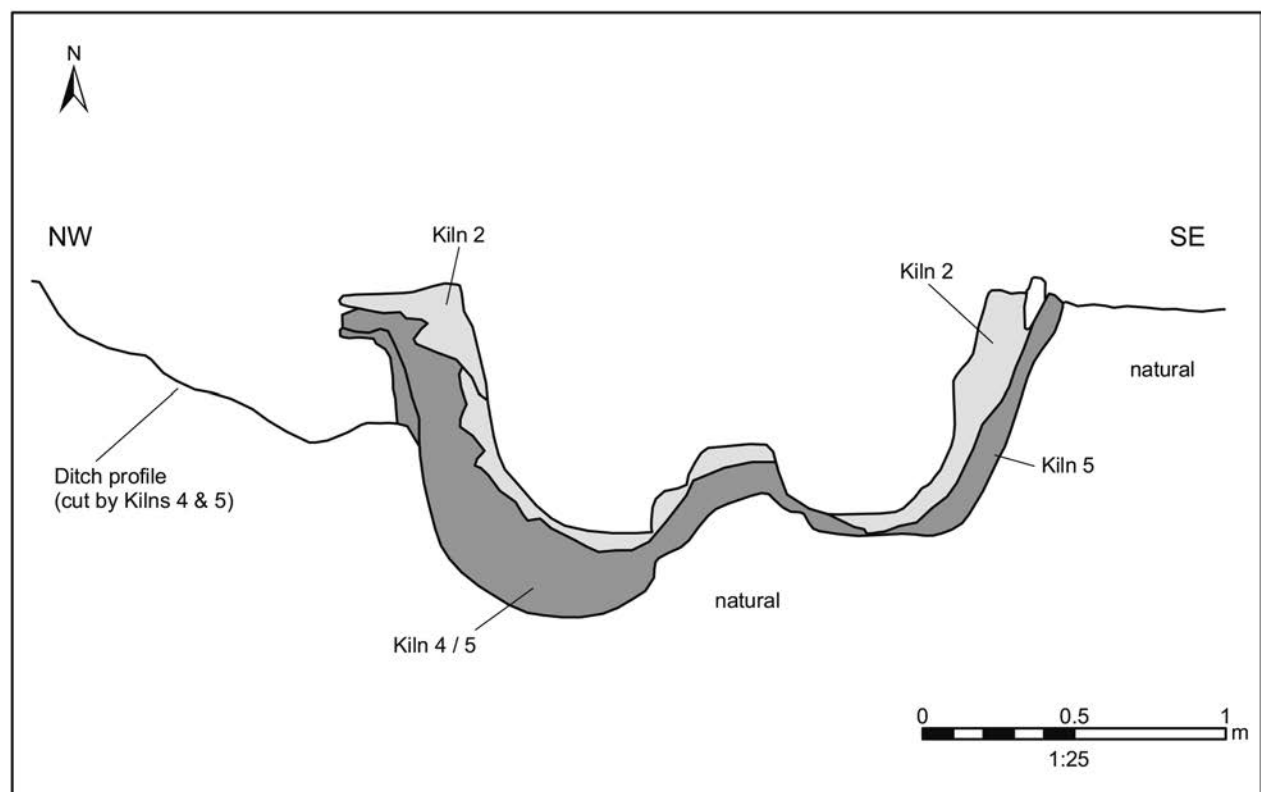 N
NW
SE
Kiln 2
Kiln 2
natural
Kiln 5
Ditch profile
(cut by Kilns 4 & 5)
natural
Kiln 4 / 5
0 0.5 1
m
1:25